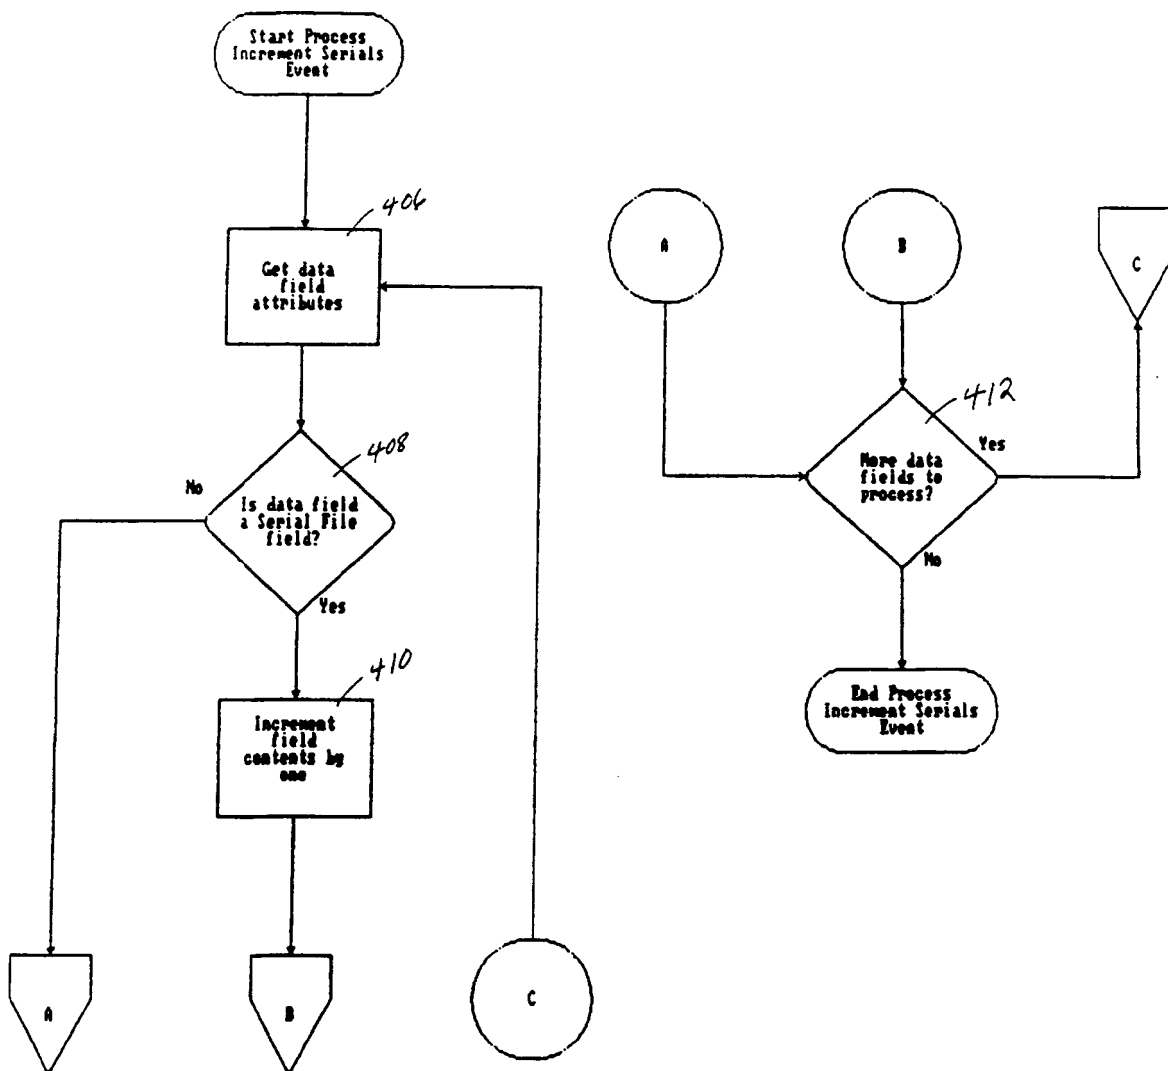 Start Process
Increment Serials
Event
406
Get data
field
attributes
408
No
Is data field
a Serial File
field?
Yes
410
Increment
field
contents by
one
A
B
C
A
B
C
412
Yes
More data
fields to
process?
No
End Process
Increment Serials
Event